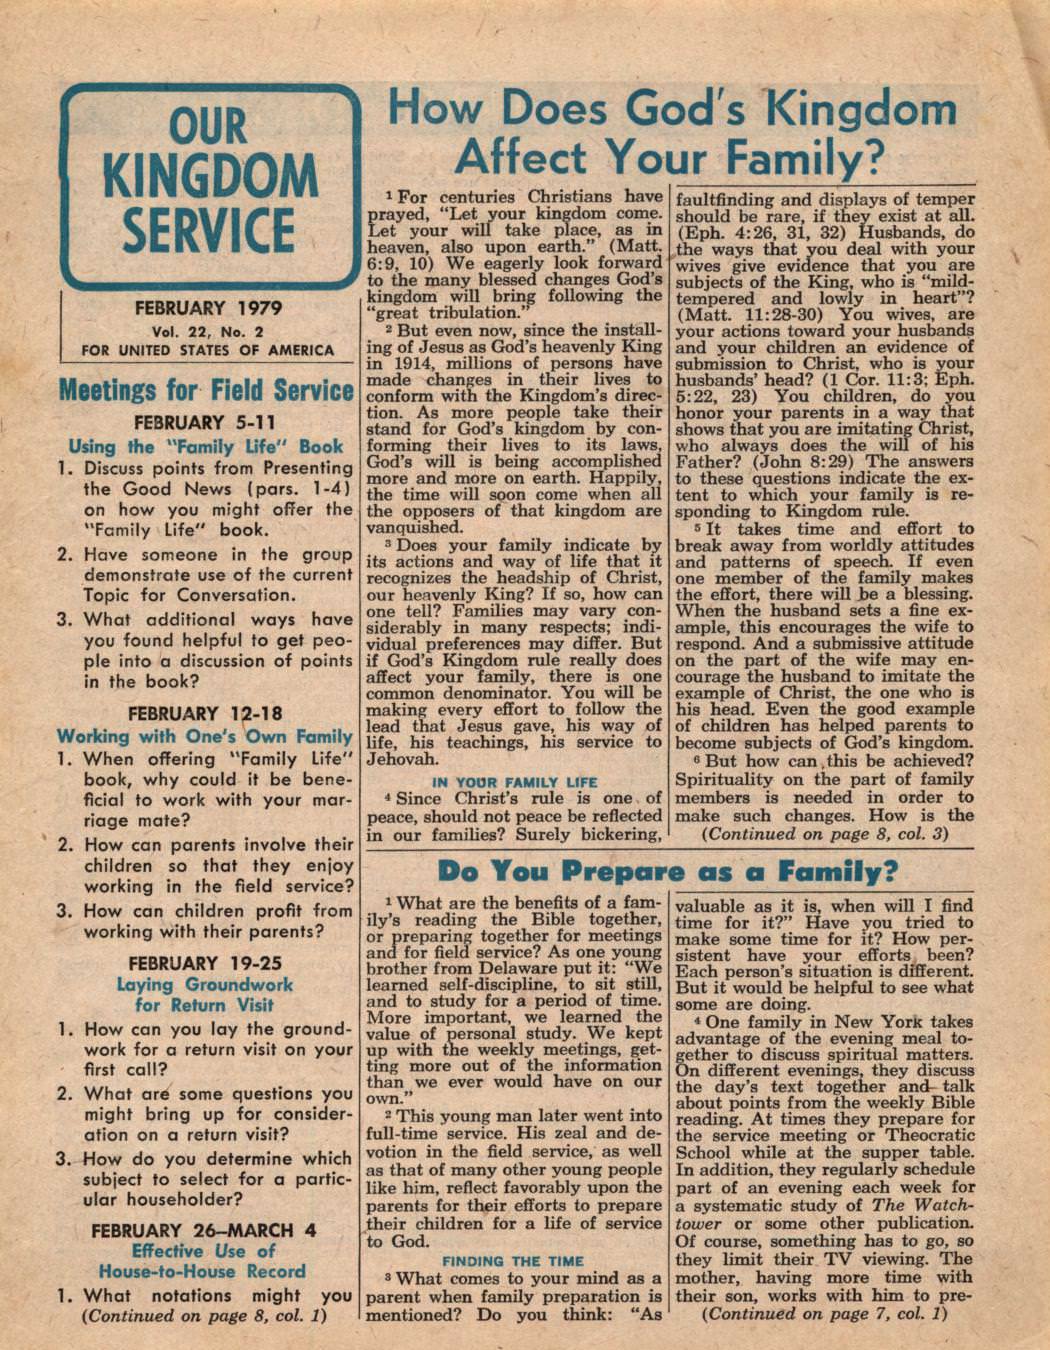 OUR
KINGDOM
SERVICE
FEBRUARY 1979
Vol. 22, No. 2
FOR UNITED STATES OF AMERICA
Meetings for Field Service
FEBRUARY 5-11
Using the "Family Life" Book
1. Discuss points from Presenting
the Good News (pars. 1-4)
on how you might offer the
"Family Life" book.
2. Have someone in the group
demonstrate use of the current
Topic for Conversation.
3. What additional ways have
you found helpful to get peo-
ple into a discussion of points
in the book?
FEBRUARY 12-18
Working with One's Own Family
1. When offering "Family Life"
book, why could it be bene-
ficial to work with your mar-
riage mate?
2. How can parents involve their
children so that they enjoy
working in the field service?
3. How can children profit from
working with their parents?
FEBRUARY 19-25
Laying Groundwork
for Return Visit
1. How can you lay the ground-
work for a return visit on your
first call?
2. What are some questions you
might bring up for consider-
ation on a return visit?
3. How do you determine which
subject to select for a partic-
ular householder?
FEBRUARY 26–MARCH 4
Effective Use of
House-to-House Record
1. What notations might you
(Continued on page 8, col. 1)
How Does God's Kingdom
Affect Your Family?
1 For centuries Christians have
prayed, "Let your kingdom come.
Let your will take place, as in
heaven, also upon earth." (Matt.
6:9, 10) We eagerly look forward
to the many blessed changes God's
kingdom will bring following the
"great tribulation."
2 But even now, since the install-
ing of Jesus as God's heavenly King
in 1914, millions of persons have
made changes in their lives to
conform with the Kingdom's direc-
tion. As more people take their
stand for God's kingdom by con-
forming their lives to its laws,
God's will is being accomplished
more and more on earth. Happily,
the time will soon come when all
the opposers of that kingdom are
vanquished.
3 Does your family indicate by
its actions and way of life that it
recognizes the headship of Christ,
our heavenly King? If so, how can
one tell? Families may vary con-
siderably in many respects; indi-
vidual preferences may differ. But
if God's Kingdom rule really does
affect your family, there is one
common denominator. You will be
making every effort to follow the
lead that Jesus gave, his way of
life, his teachings, his service to
Jehovah.
IN YOUR FAMILY LIFE
4 Since Christ's rule is one of
peace, should not peace be reflected
in our families? Surely bickering,
faultfinding and displays of temper
should be rare, if they exist at all.
(Eph. 4:26, 31, 32) Husbands, do
the ways that you deal with your
wives give evidence that you are
subjects of the King, who is "mild-
tempered and lowly in heart"?
(Matt. 11:28-30) You wives, are
your actions toward your husbands
and your children an evidence of
submission to Christ, who is your
husbands' head? (1 Cor. 11:3; Eph.
5:22, 23) You children, do you
honor your parents in a way that
shows that you are imitating Christ,
who always does the will of his
Father? (John 8:29) The answers
to these questions indicate the ex-
tent to which your family is re-
sponding to Kingdom rule.
5 It takes time and effort to
break away from worldly attitudes
and patterns of speech. If even
one member of the family makes
the effort, there will be a blessing.
When the husband sets a fine ex-
ample, this encourages the wife to
respond. And a submissive attitude
on the part of the wife may en-
courage the husband to imitate the
example of Christ, the one who is
his head. Even the good example
of children has helped parents to
become subjects of God's kingdom.
6 But how can this be achieved?
Spirituality on the part of family
members is needed in order to
make such changes. How is the
(Continued on page 8, col. 3)
Do You Prepare as a Family?
1 What are the benefits of a fam-
ily's reading the Bible together,
or preparing together for meetings
and for field service? As one young
brother from Delaware put it: "We
learned self-discipline, to sit still,
and to study for a period of time.
More important, we learned the
value of personal study. We kept
up with the weekly meetings, get-
ting more out of the information
than we ever would have on our
own."
2 This young man later went into
full-time service. His zeal and de-
votion in the field service, as well
as that of many other young people
like him, reflect favorably upon the
parents for their efforts to prepare
their children for a life of service
to God.
FINDING THE TIME
3 What comes to your mind as a
parent when family preparation is
mentioned? Do you think: "As
valuable as it is, when will I find
time for it?" Have you tried to
make some time for it? How per-
sistent have your efforts been?
Each person's situation is different.
But it would be helpful to see what
some are doing.
4 One family in New York takes
advantage of the evening meal to-
gether to discuss spiritual matters.
On different evenings, they discuss
the day's text together and talk
about points from the weekly Bible
reading. At times they prepare for
the service meeting or Theocratic
School while at the supper table.
In addition, they regularly schedule
part of an evening each week for
a systematic study of The Watch-
tower or some other publication.
Of course, something has to go, so
they limit their TV viewing. The
mother, having more time with
their son, works with him to pre-
(Continued on page 7, col. 1)